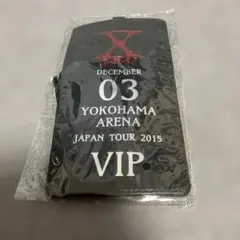 X
DECEMBER
03
YOKOHAMA
ARENA
JAPAN TOUR 2015
VIP